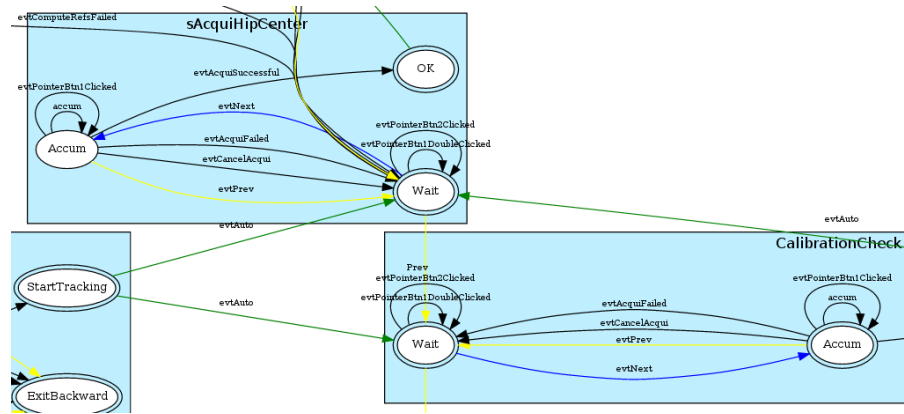 evtComputeRefsFailed
sAcquiHipCenter
OK
evtAcquiSuccessful
evtPointerBtn1Clicked
accum
evtNext
evtPointerBtn2Clicked
evtAcquiFailed
evtPointerBtn1DoubleClicked
Accum
evtCancelAcqui
evtPrev
Wait
evtAuto
evtAuto
CalibrationCheck
Prev
evtPointerBtn2Clicked
evtPointerBtn1Clicked
StartTracking
evtPointerBtn1DoubleClicked
accum
evtAuto
evtAcquiFailed
evtCancelAcqui
evtPrev
Wait
Accum
evtNext
ExitBackward